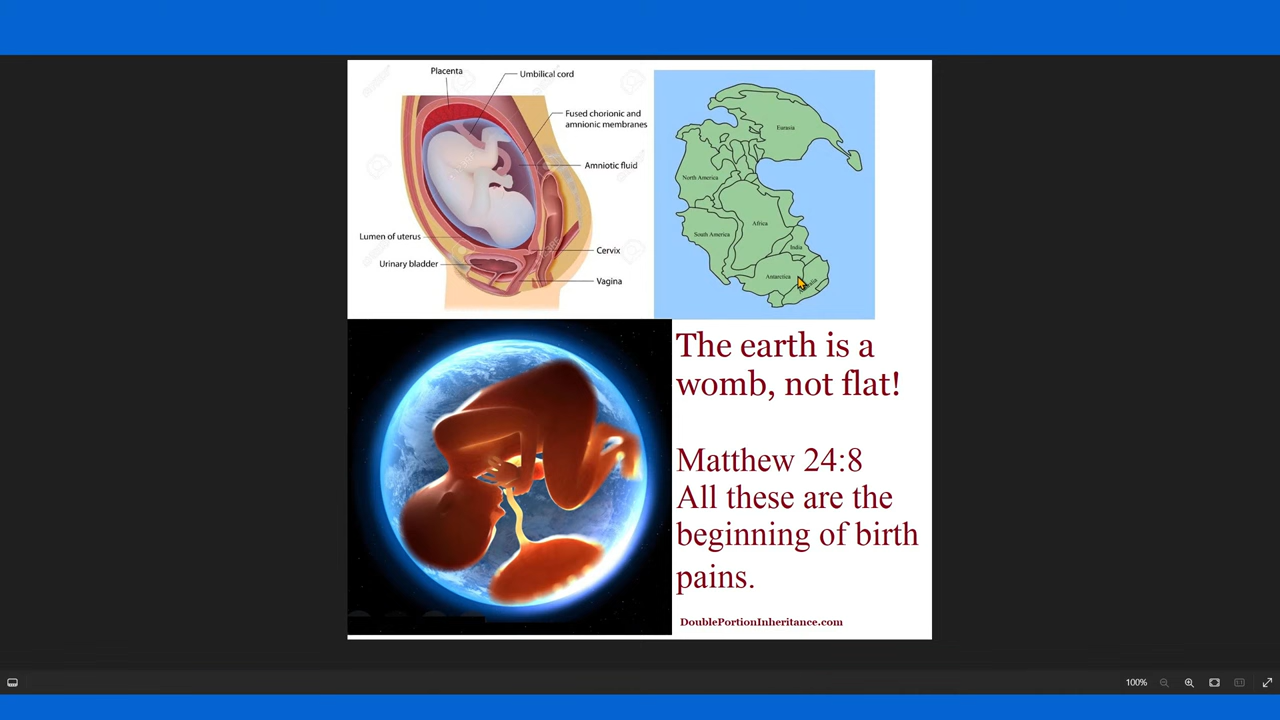 Placenta
Umbilical cord
Fused chorionic and
amnionic membranes
Amniotic fluid
Lumen of uterus
Urinary bladder
Cervix
Vagina
Eurasia
North America
Africa
South America
India
Antarctica
The earth is a
womb, not flat!
Matthew 24:8
All these are the
beginning of birth
pains.
DoublePortionInheritance.com
100%